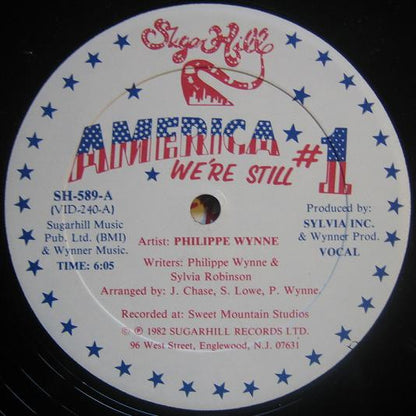 Sugar Hill
AMERICA
WE'RE STILL #1
SH-589-A
(VID-240-A)
Sugarhill Music
Pub. Ltd. (BMI)
& Wynner Music.
TIME: 6:05
Produced by:
SYLVIA INC.
& Wynner Prod.
VOCAL
Artist: PHILIPPE WYNNE
Writers: Philippe Wynne &
Sylvia Robinson
Arranged by: J. Chase, S. Lowe, P. Wynne.
Recorded at: Sweet Mountain Studios
© ℗ 1982 SUGARHILL RECORDS LTD.
96 West Street, Englewood, N.J. 07631